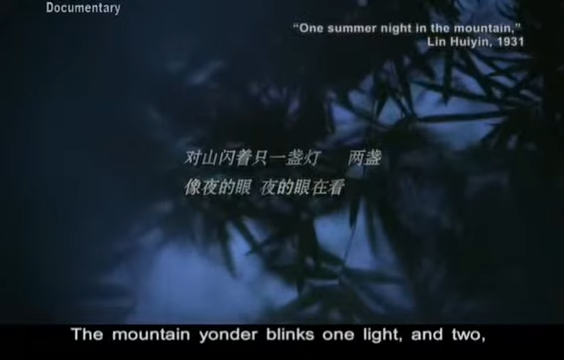 Documentary
“One summer night in the mountain,”
Lin Huiyin, 1931
对山闪着只一盏灯 两盏
像夜的眼 夜的眼在看
The mountain yonder blinks one light, and two,